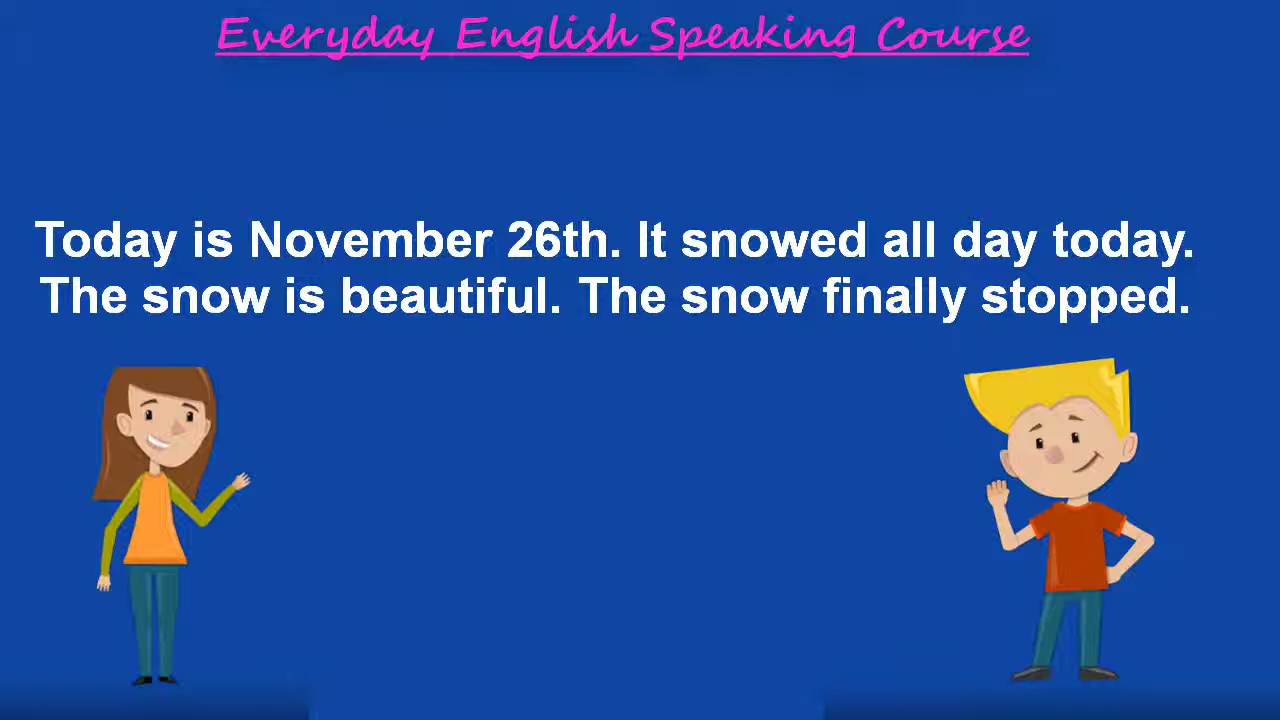 Everyday English Speaking Course
Today is November 26th. It snowed all day today.
The snow is beautiful. The snow finally stopped.